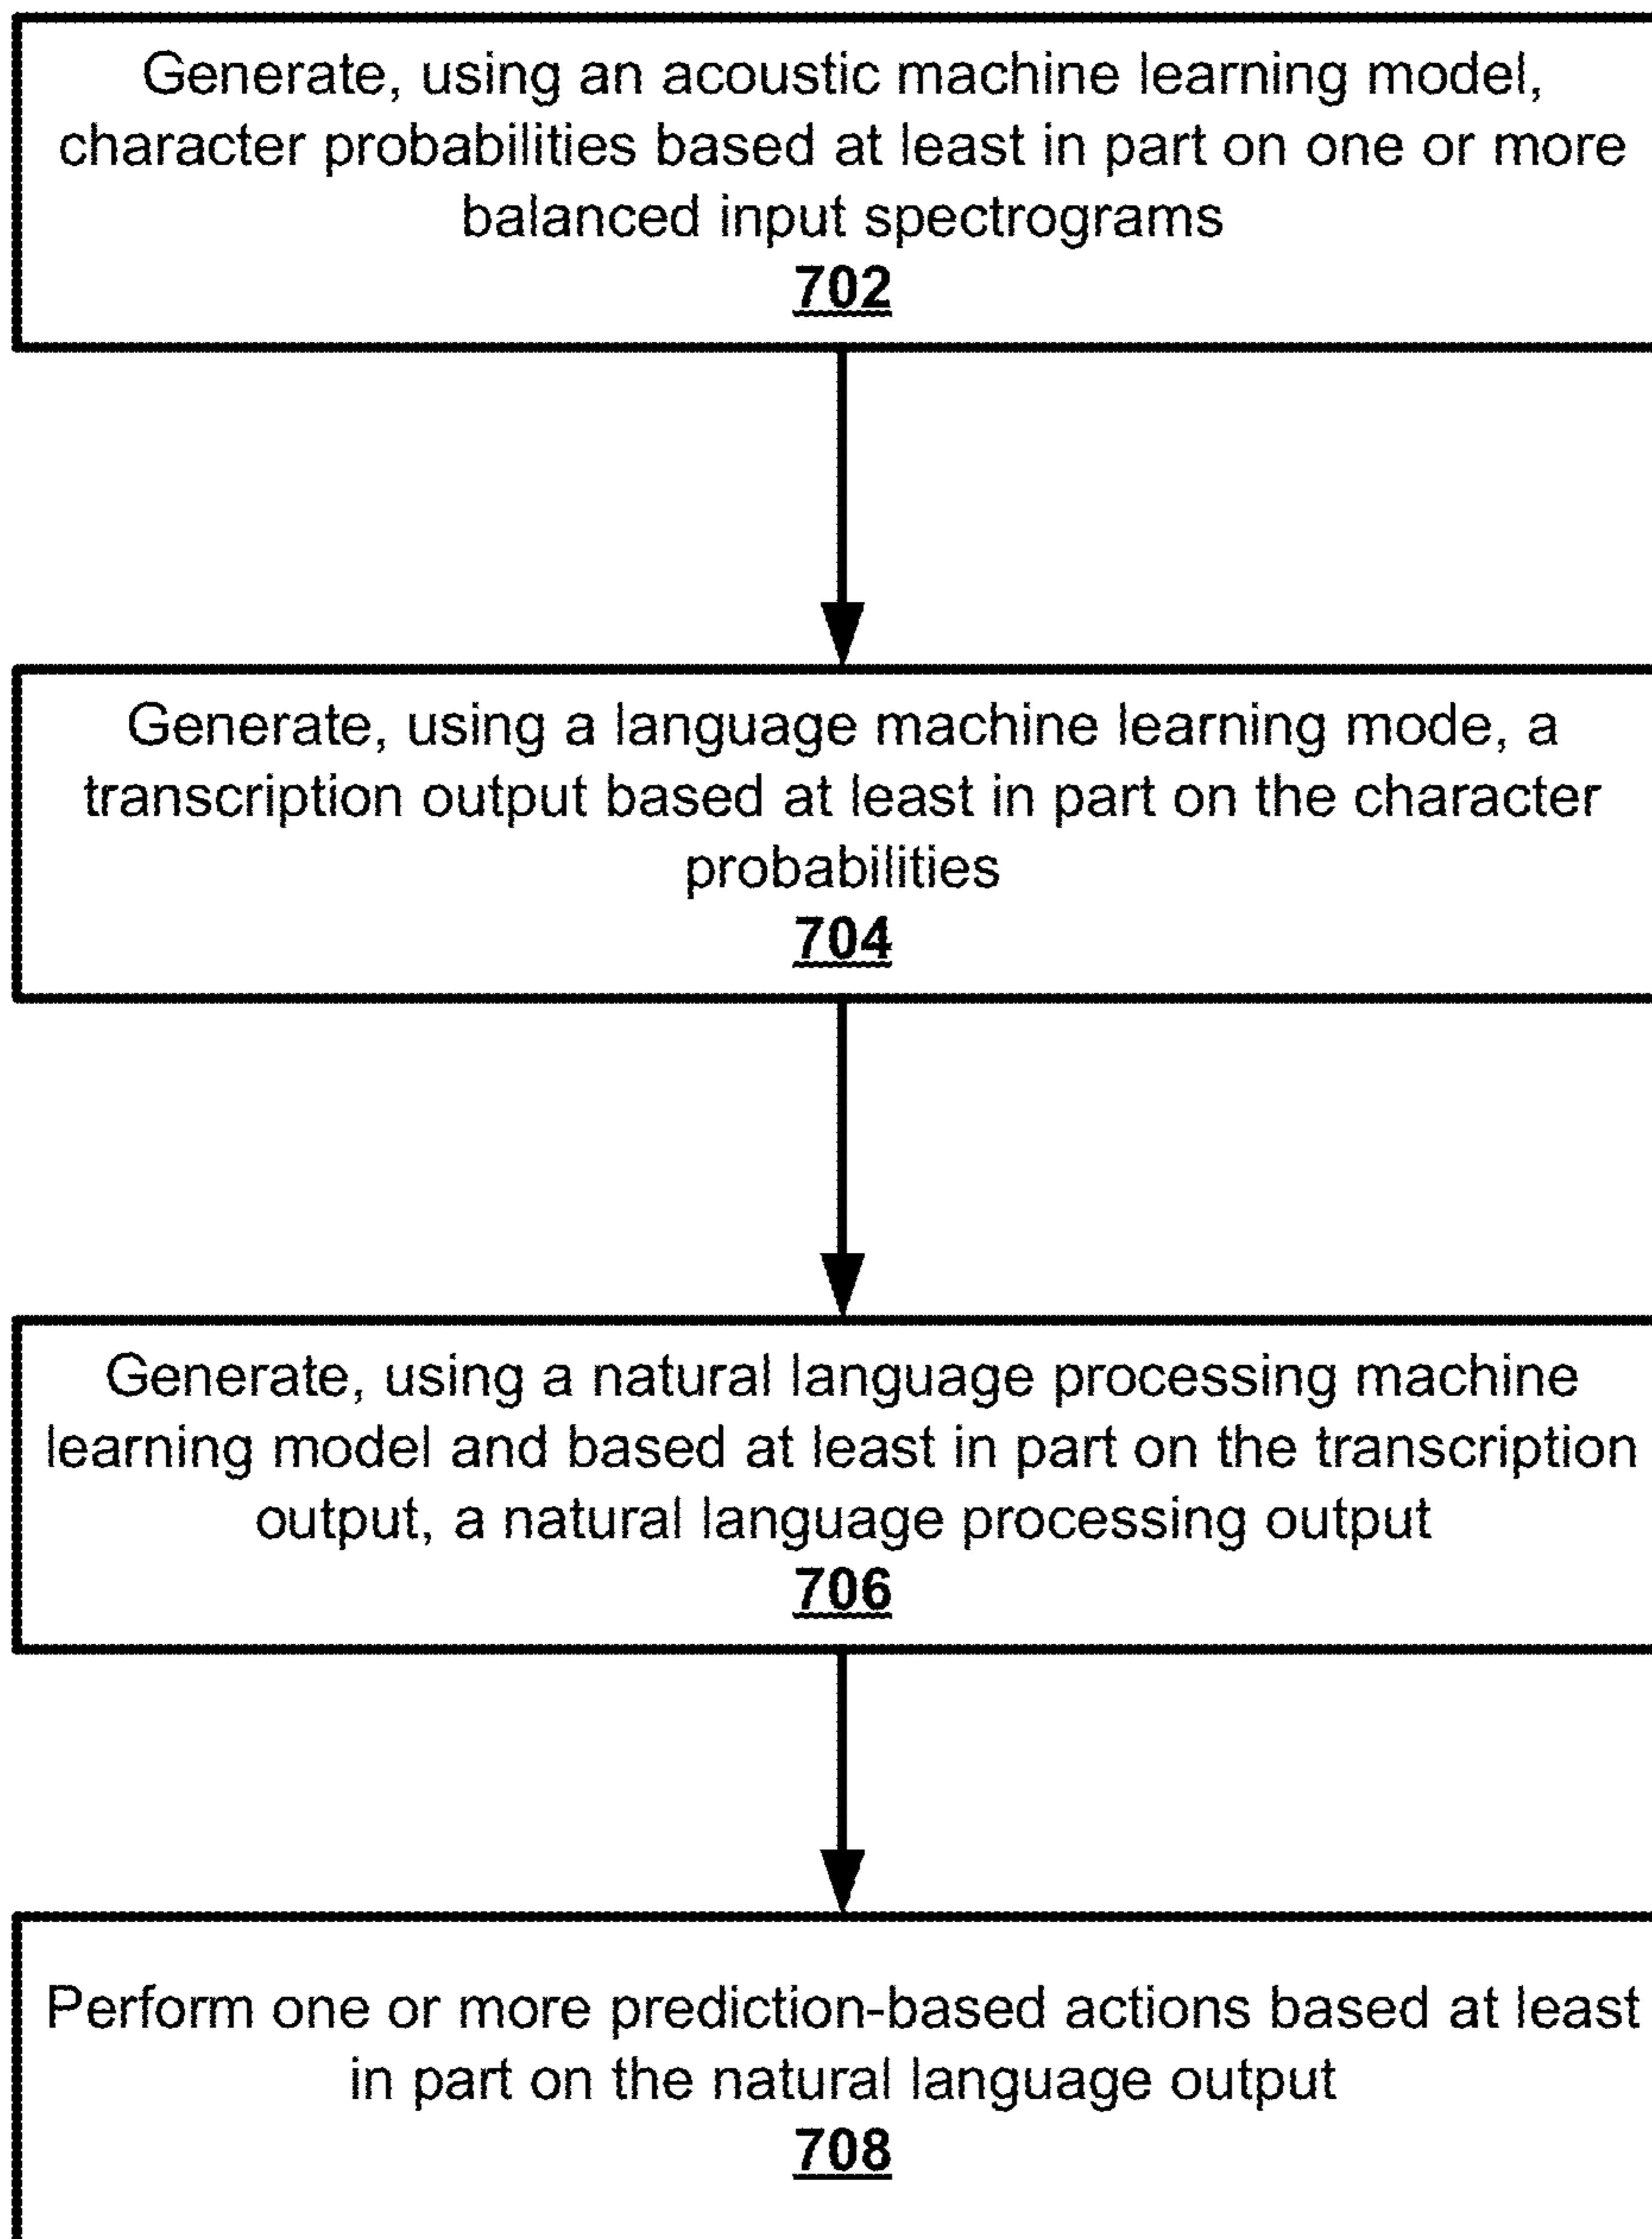 Generate, using an acoustic machine learning model,
character probabilities based at least in part on one or more
balanced input spectrograms
702
Generate, using a language machine learning mode, a
transcription output based at least in part on the character
probabilities
704
Generate, using a natural language processing machine
learning model and based at least in part on the transcription
output, a natural language processing output
706
Perform one or more prediction-based actions based at least
in part on the natural language output
708